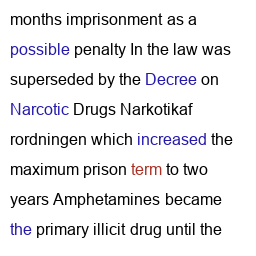 months imprisonment as a
possible penalty In the law was
superseded by the Decree on
Narcotic Drugs Narkotikaf
rordningen which increased the
maximum prison term to two
years Amphetamines became
the primary illicit drug until the